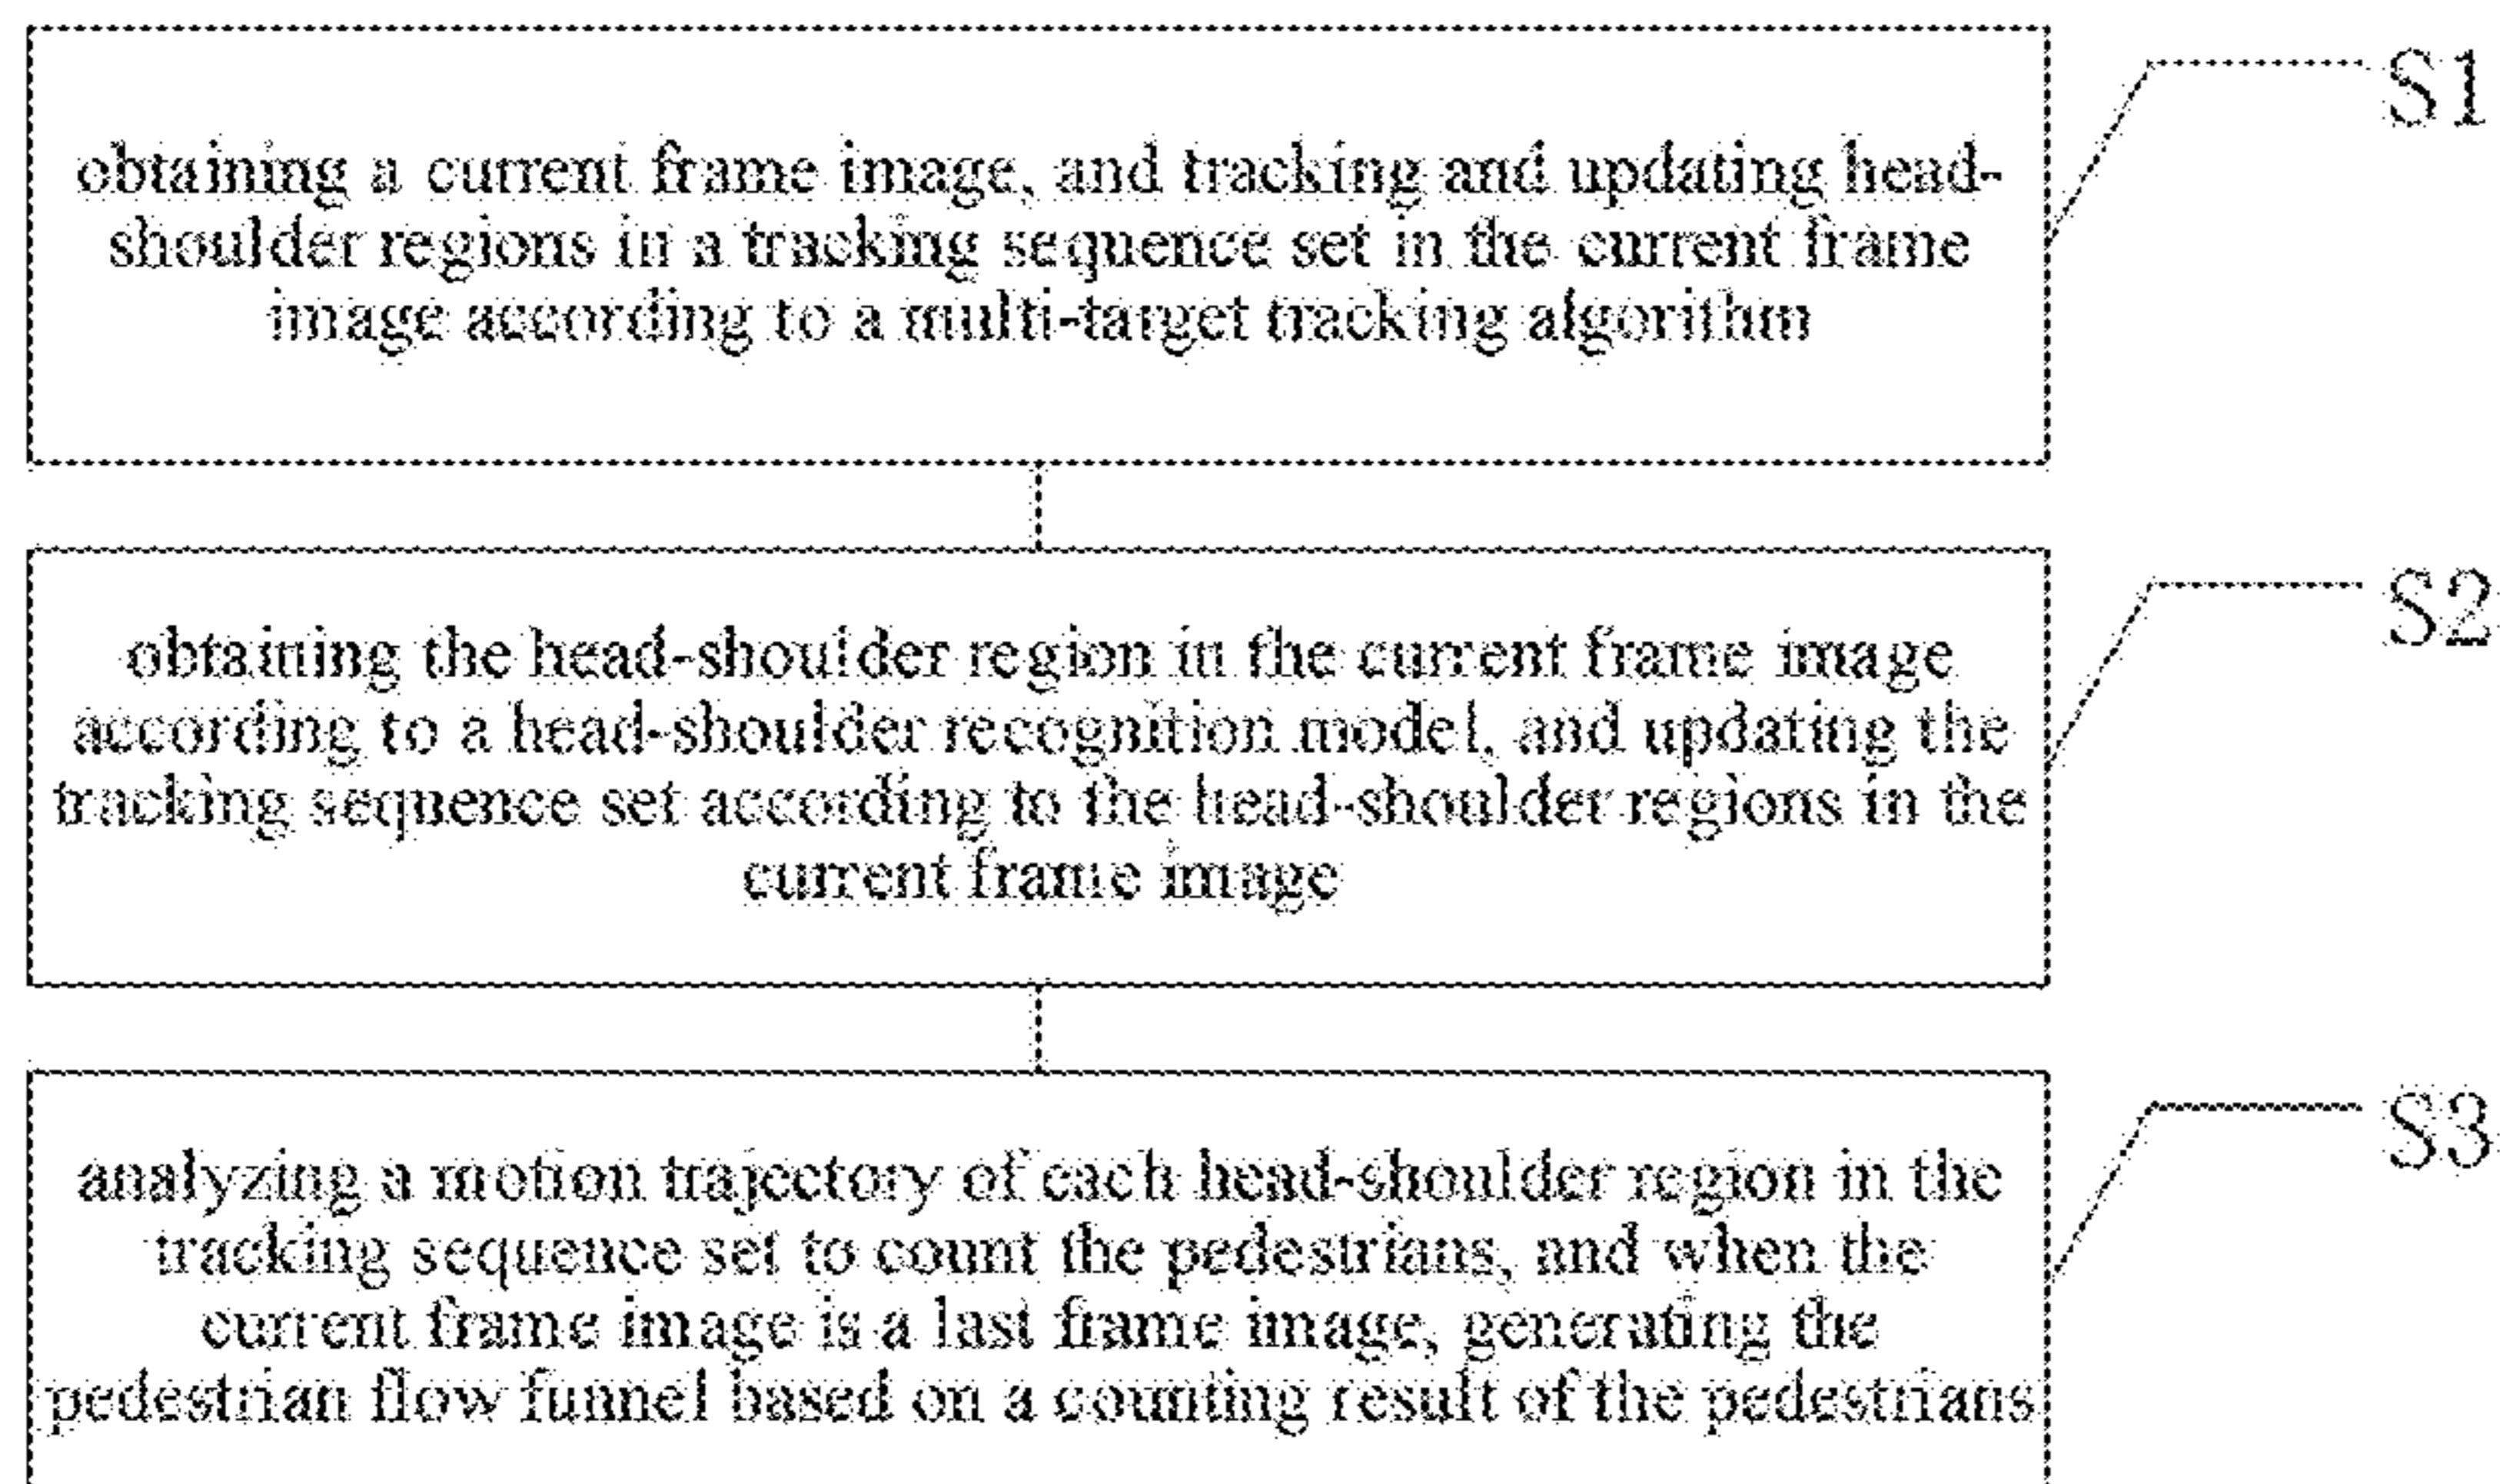 obtaining a current frame image, and tracking and updating head-
shoulder regions in a tracking sequence set in the current frame
image according to a multi-target tracking algorithm
S1
obtaining the head-shoulder region in the current frame image
according to a head-shoulder recognition model, and updating the
tracking sequence set according to the head-shoulder regions in the
current frame image
S2
analyzing a motion trajectory of each head-shoulder region in the
tracking sequence set to count the pedestrians, and when the
current frame image is a last frame image, generating the
pedestrian flow funnel based on a counting result of the pedestrians
S3